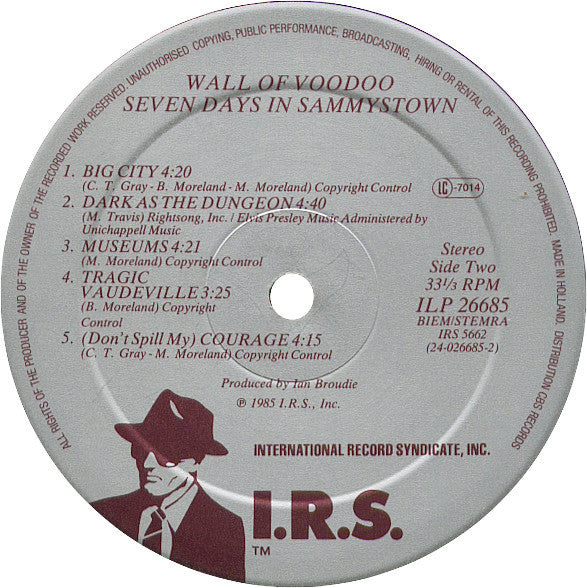 ALL RIGHTS OF THE PRODUCER AND OF THE OWNER OF THE RECORDED WORK RESERVED. UNAUTHORISED COPYING, PUBLIC PERFORMANCE, BROADCASTING, HIRING OR RENTAL OF THIS RECORDING PROHIBITED. MADE IN HOLLAND. DISTRIBUTION CBS RECORDS
WALL OF VOODOO
SEVEN DAYS IN SAMMYSTOWN
1. BIG CITY 4:20
(C. T. Gray - B. Moreland - M. Moreland) Copyright Control
2. DARK AS THE DUNGEON 4:40
(M. Travis) Rightsong, Inc. / Elvis Presley Music Administered by
Unichappell Music
3. MUSEUMS 4:21
(M. Moreland) Copyright Control
4. TRAGIC
VAUDEVILLE 3:25
(B. Moreland) Copyright
Control
5. (Don't Spill My) COURAGE 4:15
(C. T. Gray - M. Moreland) Copyright Control
LC-7014
Stereo
Side Two
33 1/3 RPM
ILP 26685
BIEM/STEMRA
IRS 5662
(24-026685-2)
Produced by Ian Broudie
℗ 1985 I.R.S., Inc.
INTERNATIONAL RECORD SYNDICATE, INC.
I.R.S.
TM